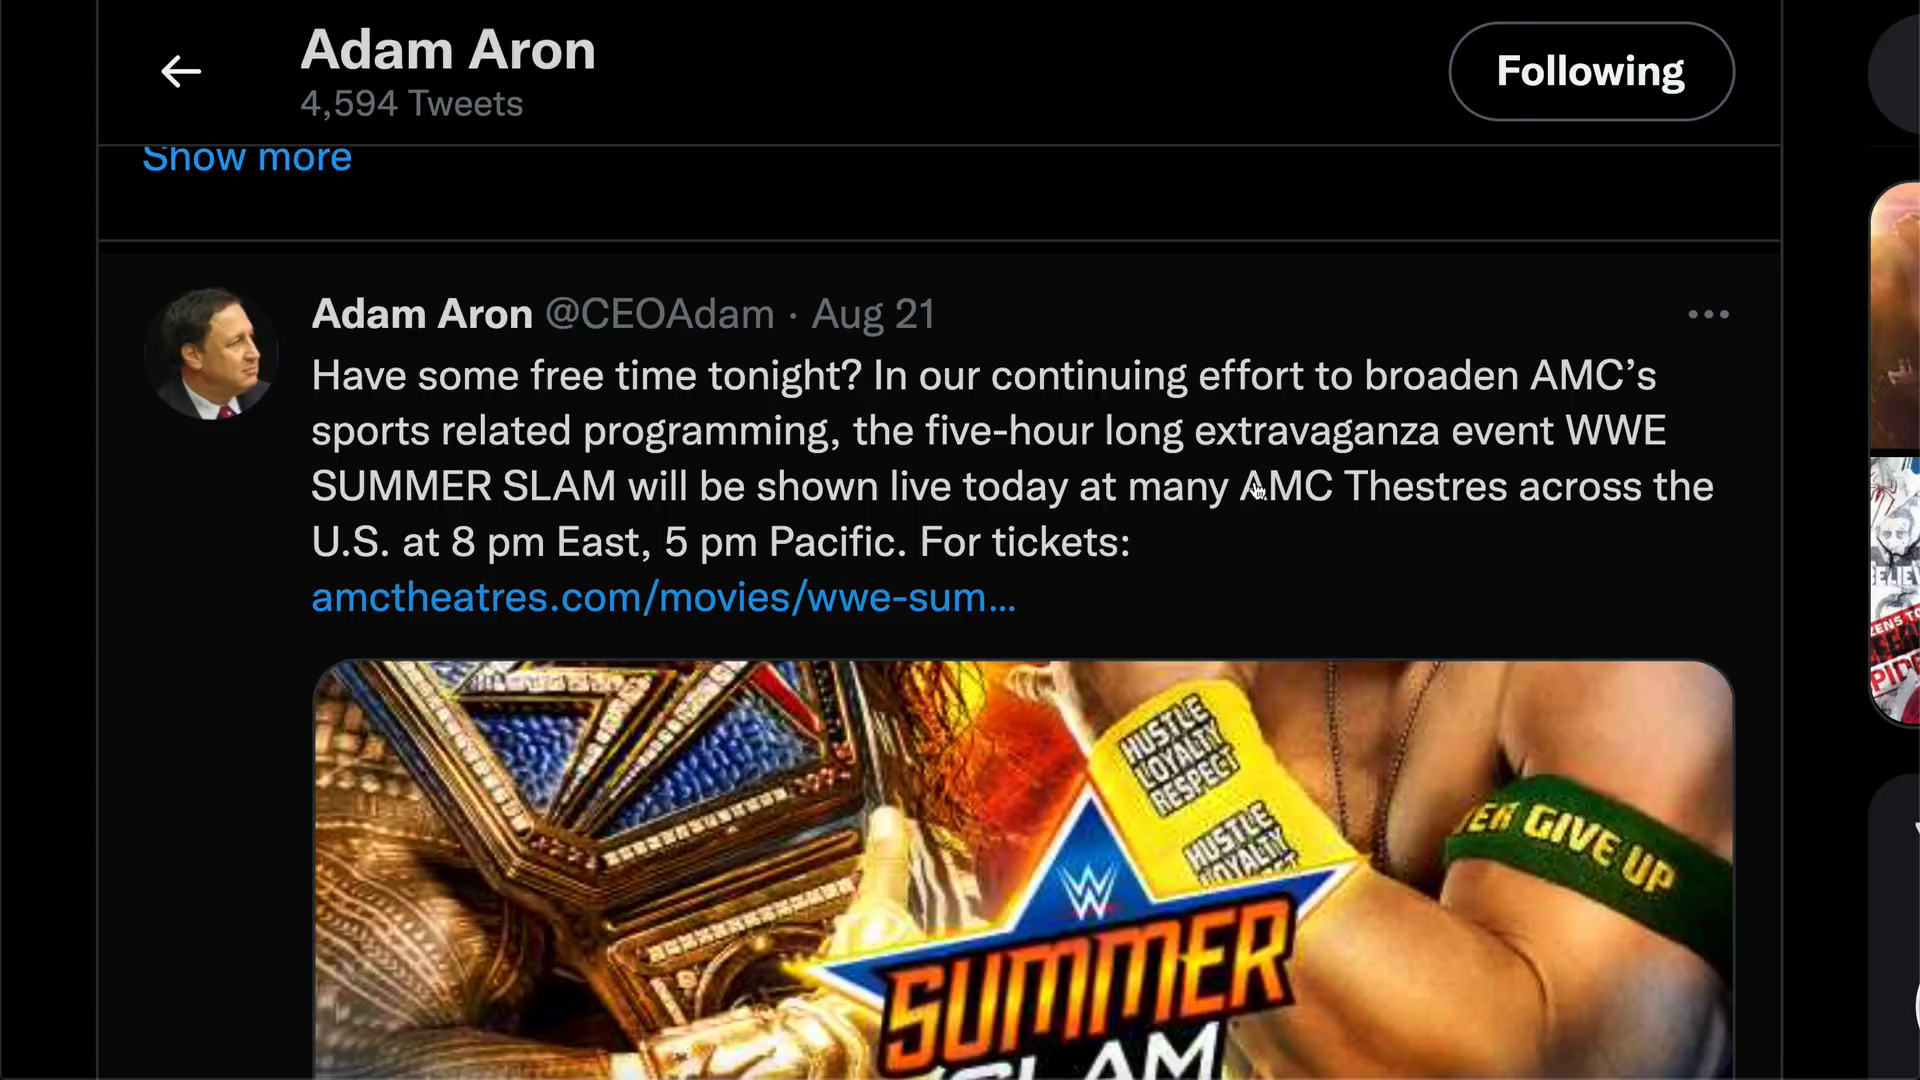 Adam Aron
4,594 Tweets
Following
Show more
Adam Aron @CEOAdam · Aug 21
Have some free time tonight? In our continuing effort to broaden AMC’s
sports related programming, the five-hour long extravaganza event WWE
SUMMER SLAM will be shown live today at many AMC Thestres across the
U.S. at 8 pm East, 5 pm Pacific. For tickets:
amctheatres.com/movies/wwe-sum…
HUSTLE
LOYALTY
RESPECT
HUSTLE
LOYALTY
VER GIVE UP
W
SUMMER
SLAM